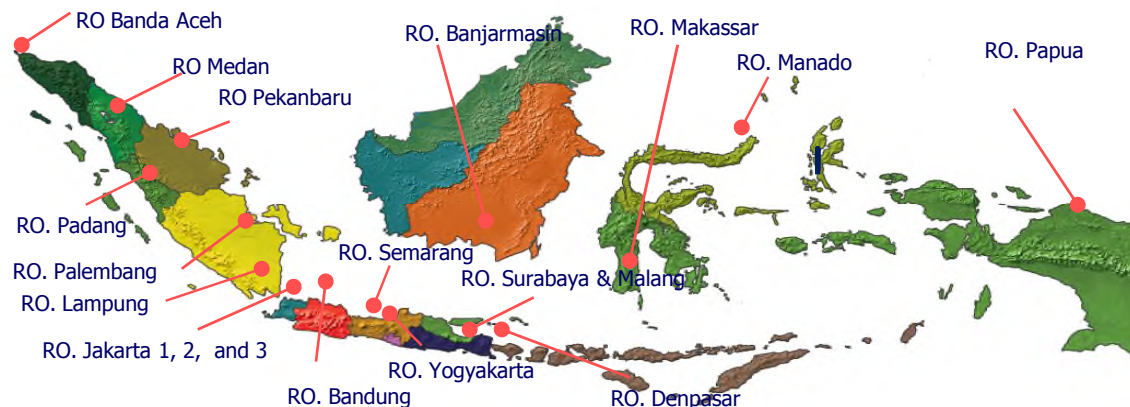 RO Banda Aceh
RO. Banjarmasin
RO. Makassar
RO. Papua
RO Medan
RO. Manado
RO Pekanbaru
RO. Padang
RO. Semarang
RO. Palembang
RO. Surabaya & Malang
RO. Lampung
RO. Jakarta 1, 2, and 3
RO. Yogyakarta
RO. Bandung
RO. Denpasar